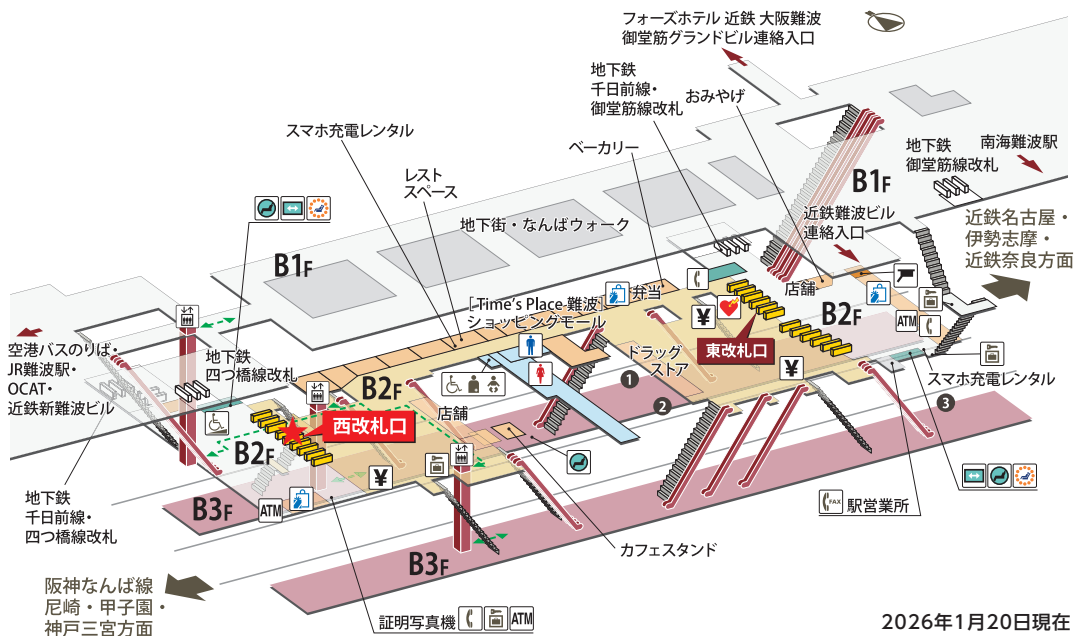 フォーズホテル 近鉄 大阪難波
御堂筋グランドビル連絡入口
地下鉄
千日前線・
御堂筋線改札
おみやげ
スマホ充電レンタル
ベーカリー
地下鉄
御堂筋線改札
南海難波駅
レスト
スペース
B1F
近鉄難波ビル
連絡入口
近鉄名古屋・
伊勢志摩・
近鉄奈良方面
地下街・なんばウォーク
B1F
弁当
店舗
[Time's Place 難波]
ショッピングモール
¥
B2F
ATM
東改札口
空港バスのりば・
JR難波駅・
OCAT・
近鉄新難波ビル
地下鉄
四つ橋線改札
ドラッグ
ストア
¥
スマホ充電レンタル
B2F
1
2
3
店舗
西改札口
B2F
¥
地下鉄
千日前線・
四つ橋線改札
B3F
ATM
FAX
駅営業所
カフェスタンド
B3F
阪神なんば線
尼崎・甲子園・
神戸三宮方面
証明写真機
ATM
2026年1月20日現在